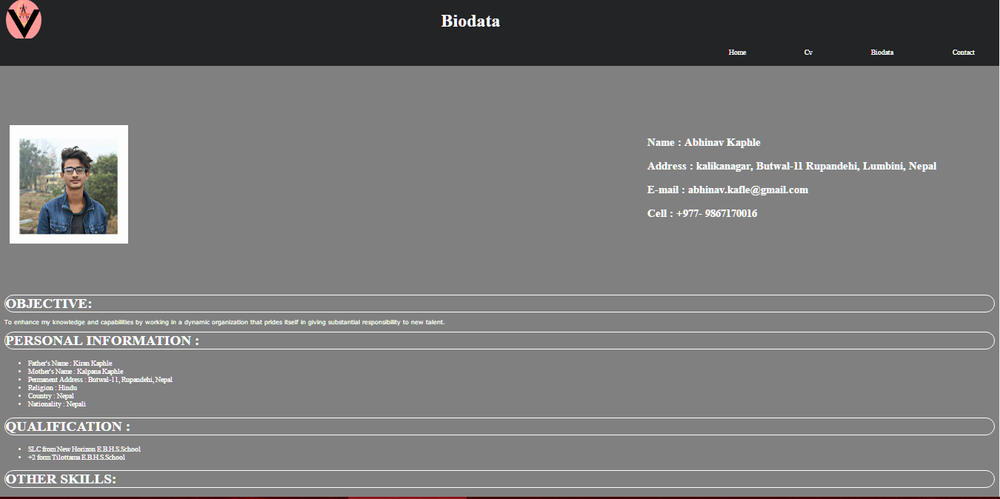 Biodata
Home Cv Biodata Contact
Name : Abhinav Kaphle
Address : kalikanagar, Butwal-11 Rupandehi, Lumbini, Nepal
E-mail : abhinav.kafle@gmail.com
Cell : +977- 9867170016
OBJECTIVE:
To enhance my knowledge and capabilities by working in a dynamic organization that prides itself in giving substantial responsibility to new talent.
PERSONAL INFORMATION :
• Father's Name : Kiran Kaphle
• Mother's Name : Kalpana Kaphle
• Permanent Address : Butwal-11, Rupandehi, Nepal
• Religion : Hindu
• Country : Nepal
• Nationality : Nepali
QUALIFICATION :
• SLC from New Horizon E.B.H.S.School
• +2 form Tilottama E.B.H.S.School
OTHER SKILLS: